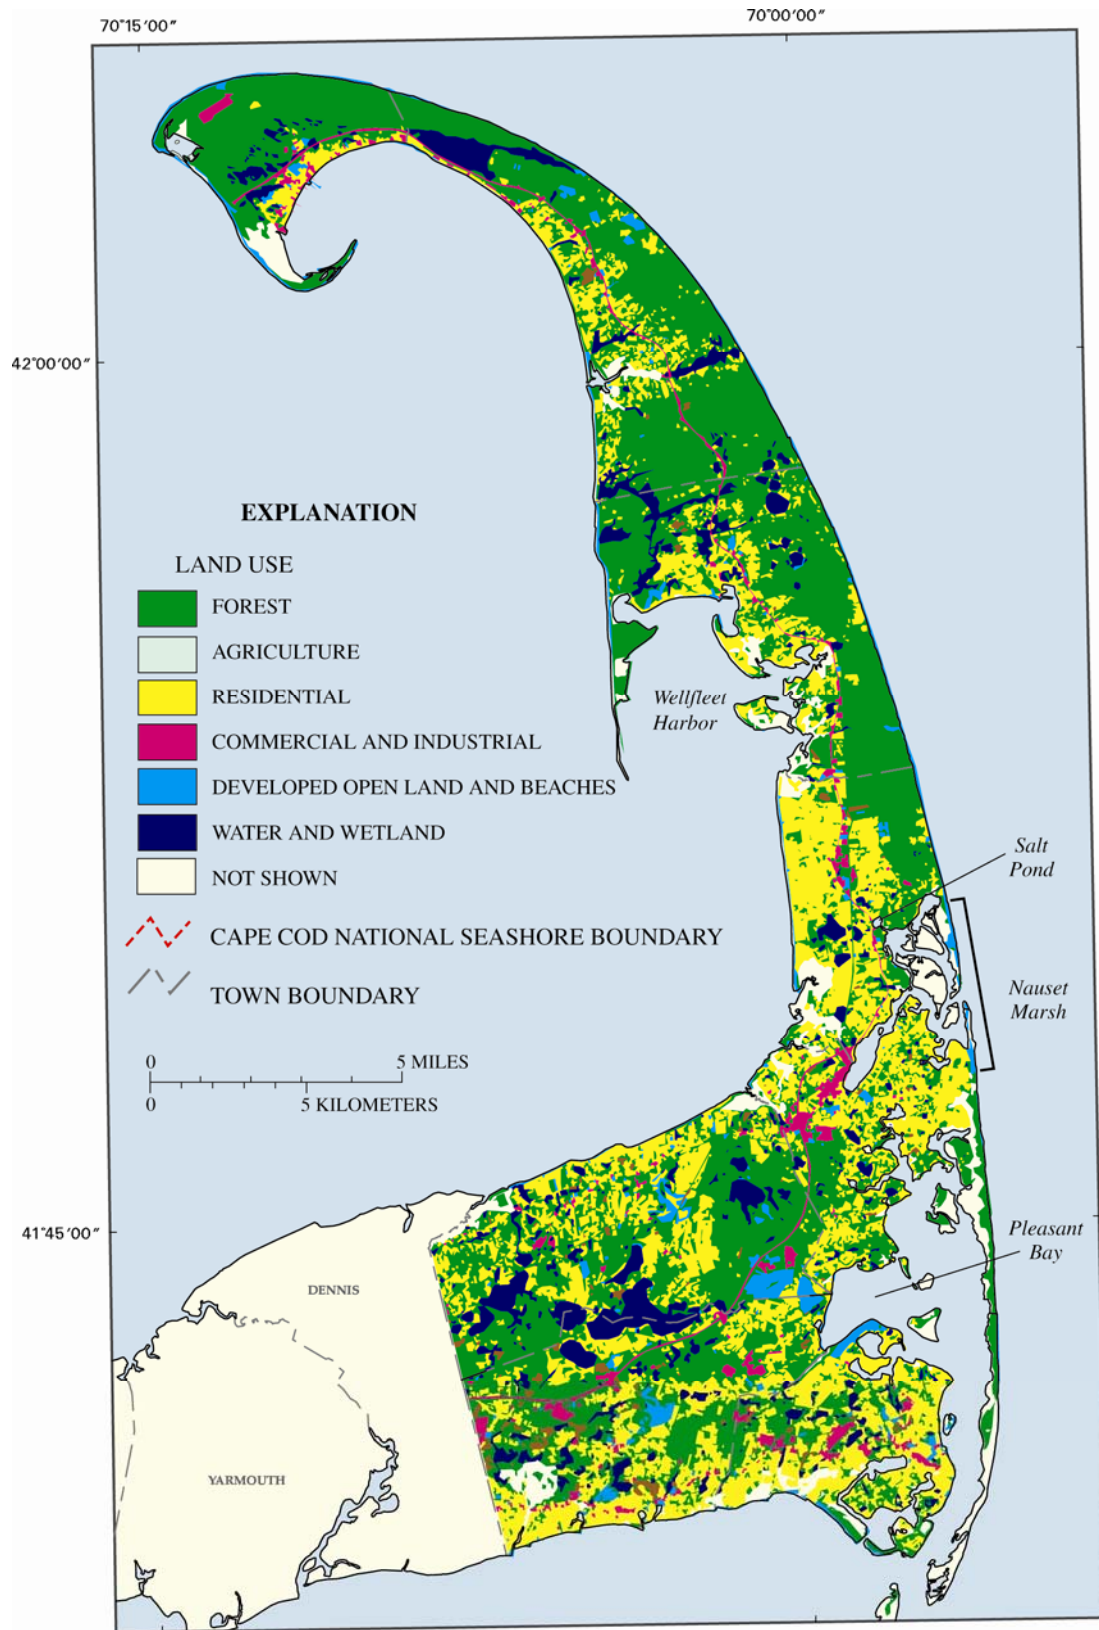 70°15'00"
70°00'00"
42°00'00"
EXPLANATION
LAND USE
FOREST
AGRICULTURE
RESIDENTIAL
COMMERCIAL AND INDUSTRIAL
DEVELOPED OPEN LAND AND BEACHES
WATER AND WETLAND
NOT SHOWN
CAPE COD NATIONAL SEASHORE BOUNDARY
TOWN BOUNDARY
0 5 MILES
0 5 KILOMETERS
Wellfleet
Harbor
Salt
Pond
Nauset
Marsh
41°45'00"
Pleasant
Bay
DENNIS
YARMOUTH